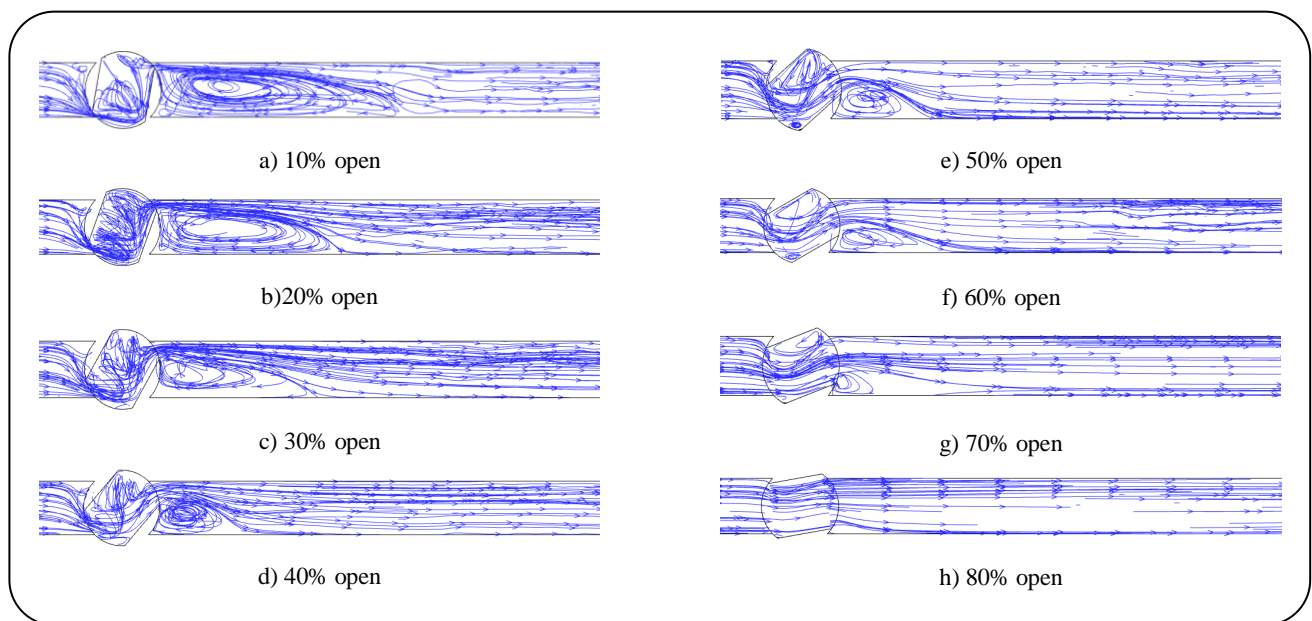 a) 10% open
b)20% open
c) 30% open
d) 40% open
e) 50% open
f) 60% open
g) 70% open
h) 80% open